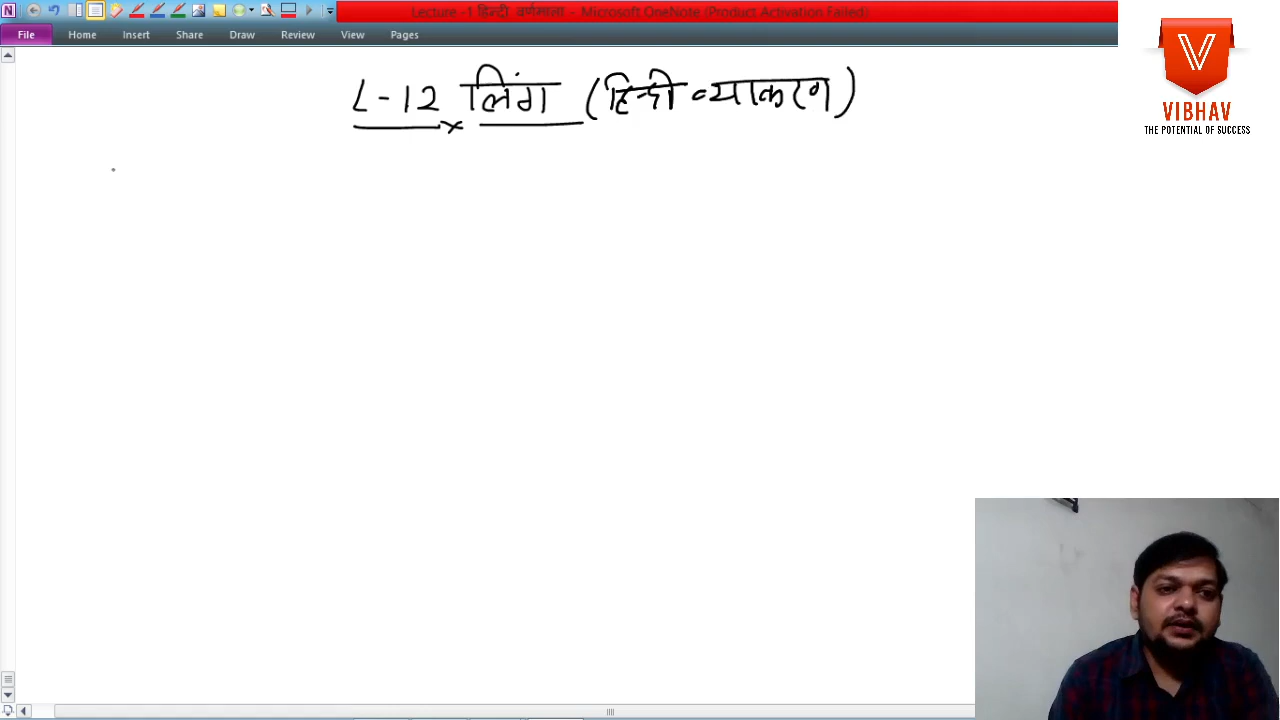 Lecture -1 हिन्दी वर्णमाला - Microsoft OneNote (Product Activation Failed)
File Home Insert Share Draw Review View Pages
L-12 लिंग (हिन्दी व्याकरण)
VIBHAV
THE POTENTIAL OF SUCCESS